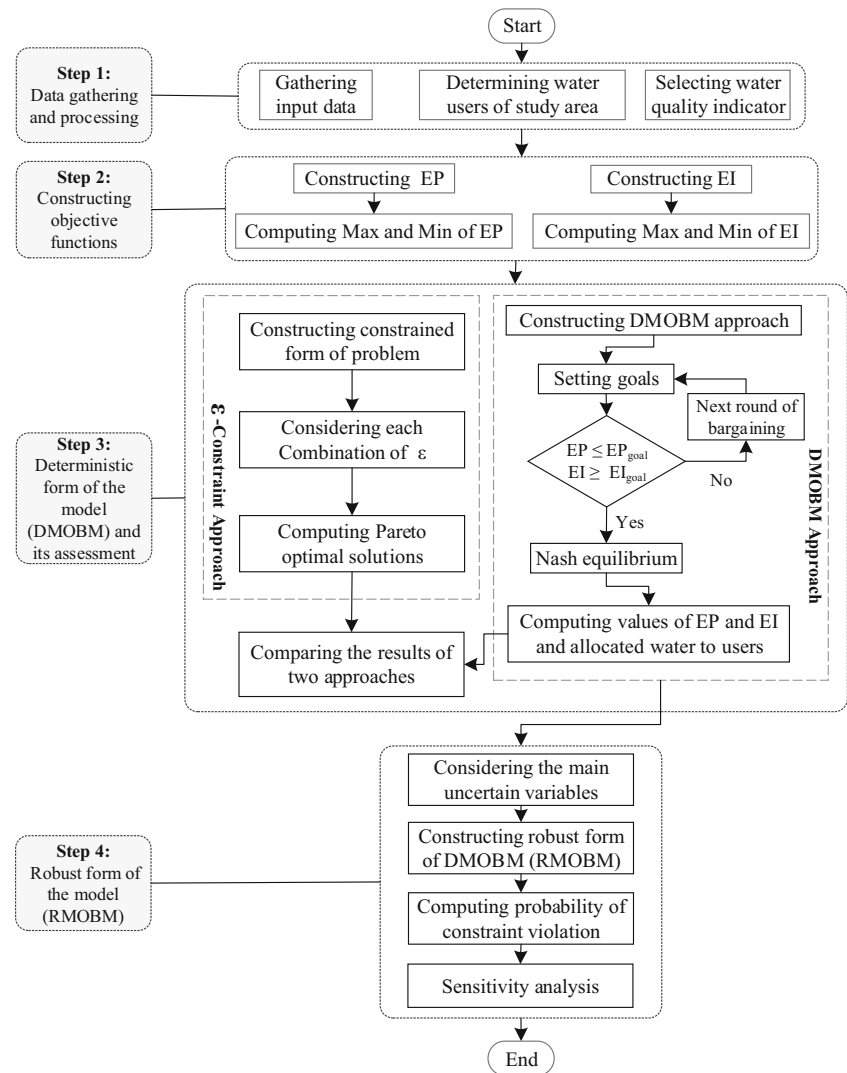 Start
Step 1:
Data gathering
and processing
Gathering
input data
Determining water
users of study area
Selecting water
quality indicator
Step 2:
Constructing
objective
functions
Constructing EP
Constructing EI
Computing Max and Min of EP
Computing Max and Min of EI
Step 3:
Deterministic
form of the
model
(DMOBM) and
its assessment
ε-Constraint Approach
Constructing constrained
form of problem
Considering each
Combination of ε
Computing Pareto
optimal solutions
Comparing the results of
two approaches
DMOBM Approach
Constructing DMOBM approach
Setting goals
Next round of
bargaining
EP ≤ EPgoal
EI ≥ EIgoal
No
Yes
Nash equilibrium
Computing values of EP and EI
and allocated water to users
Step 4:
Robust form of
the model
(RMOBM)
Considering the main
uncertain variables
Constructing robust form
of DMOBM (RMOBM)
Computing probability of
constraint violation
Sensitivity analysis
End